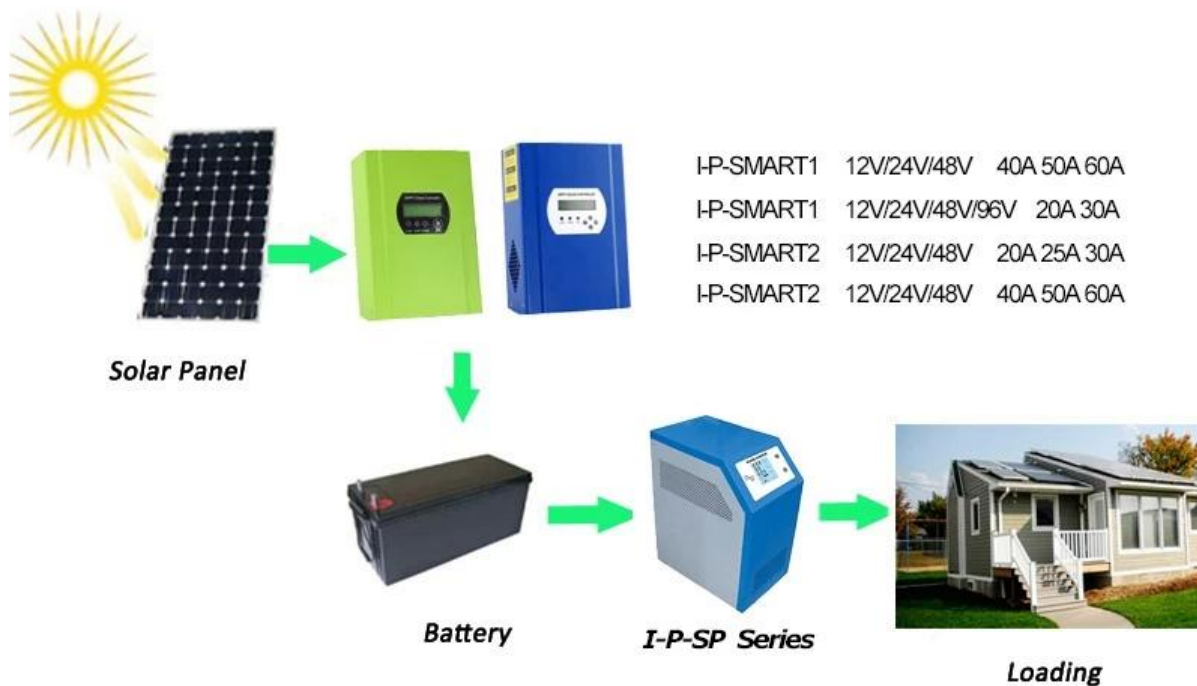 I-P-SMART1 12V/24V/48V 40A 50A 60A
I-P-SMART1 12V/24V/48V/96V 20A 30A
I-P-SMART2 12V/24V/48V 20A 25A 30A
I-P-SMART2 12V/24V/48V 40A 50A 60A
Solar Panel
Battery
I-P-SP Series
Loading